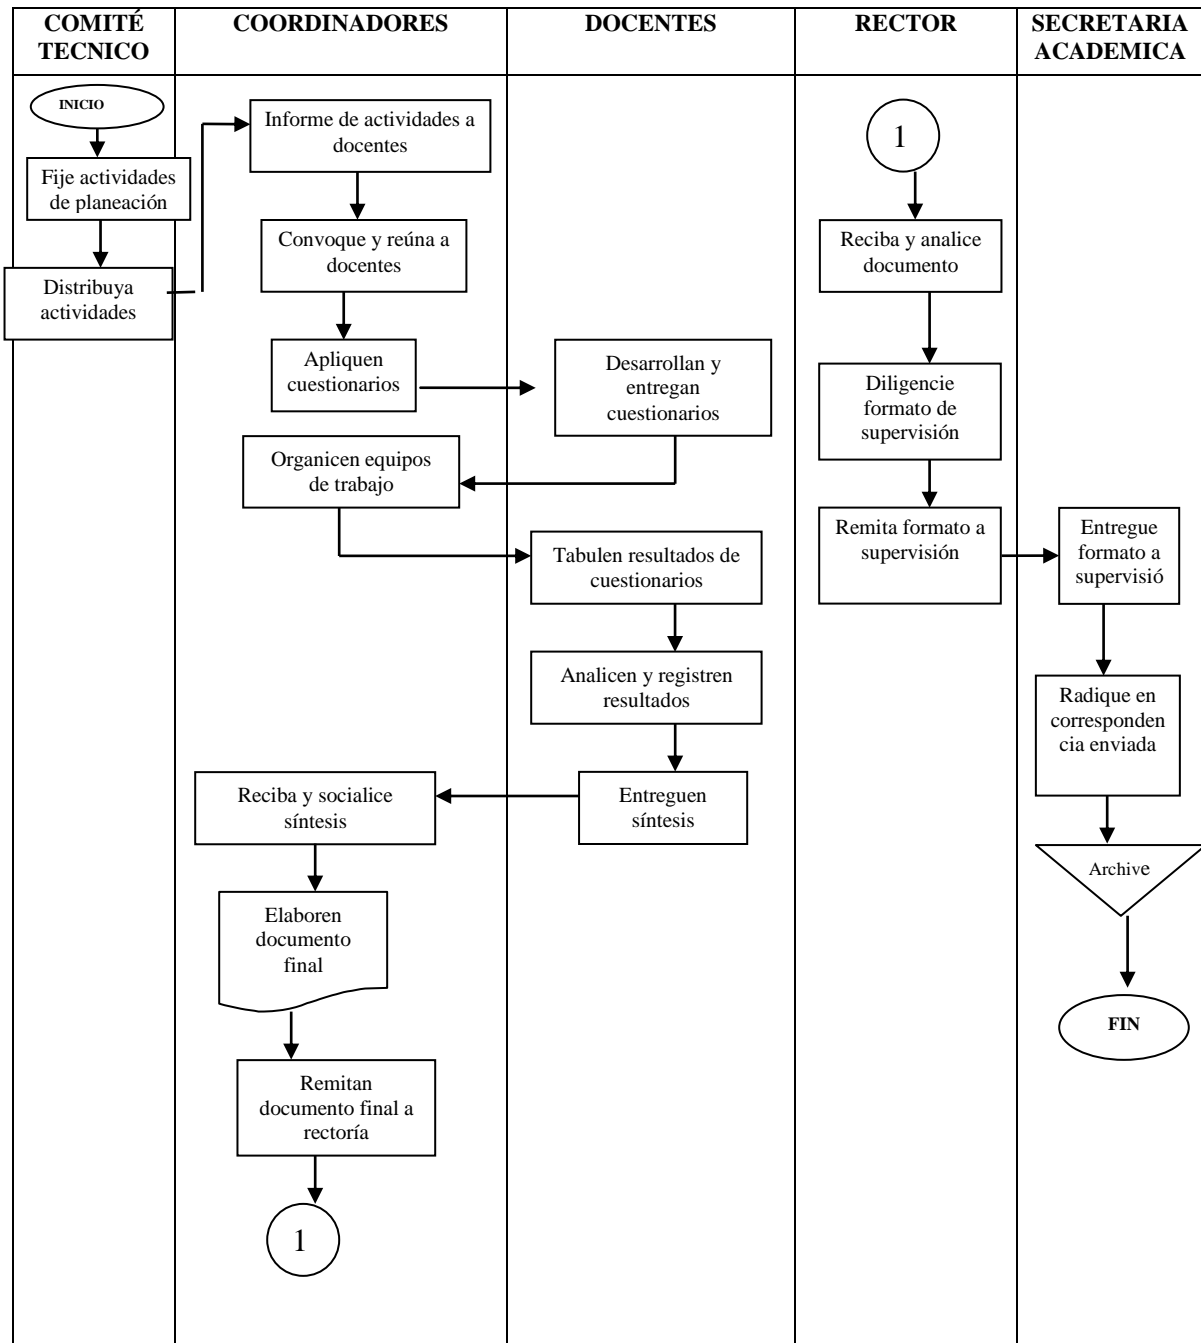 COMITÉ
TECNICO
COORDINADORES
DOCENTES
RECTOR
SECRETARIA
ACADEMICA
INICIO
Fije actividades
de planeación
Distribuya
actividades
Informe de actividades a
docentes
Convoque y reúna a
docentes
Apliquen
cuestionarios
Desarrollan y
entregan
cuestionarios
Organicen equipos
de trabajo
Tabulen resultados de
cuestionarios
Analicen y registren
resultados
Entreguen
síntesis
Reciba y socialice
síntesis
Elaboren
documento
final
Remitan
documento final a
rectoría
1
1
Reciba y analice
documento
Diligencie
formato de
supervisión
Remita formato a
supervisión
Entregue
formato a
supervisió
Radique en
corresponden
cia enviada
Archive
FIN